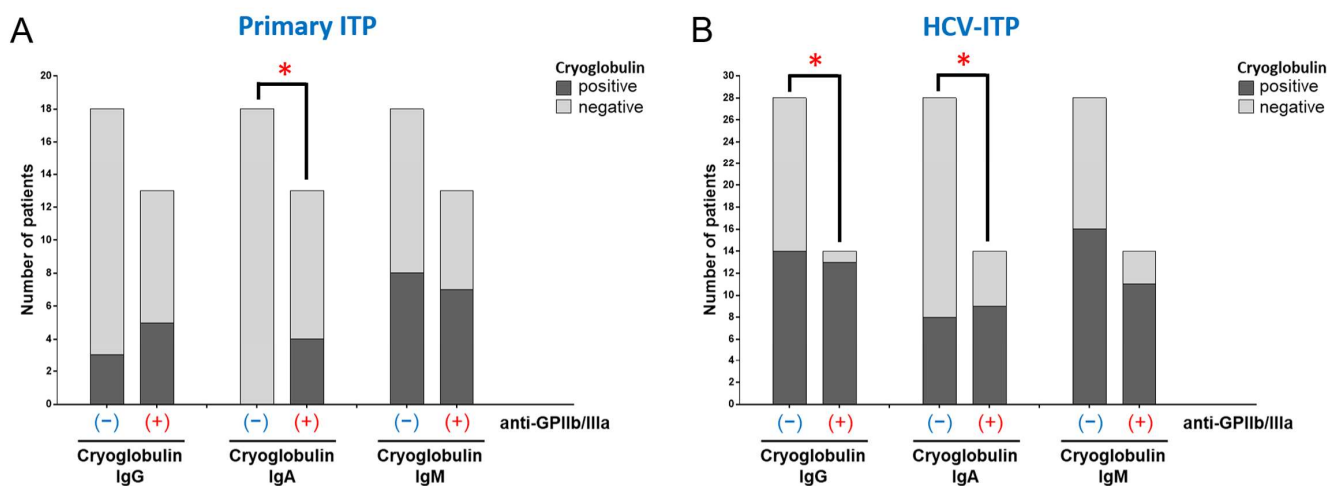 A
Primary ITP
*
Cryoglobulin
positive
negative
Number of patients
20
18
16
14
12
10
8
6
4
2
0
(−) (+) (−) (+) (−) (+) anti-GPIIb/IIIa
Cryoglobulin Cryoglobulin Cryoglobulin
IgG IgA IgM
B
HCV-ITP
* *
Cryoglobulin
positive
negative
Number of patients
30
28
26
24
22
20
18
16
14
12
10
8
6
4
2
0
(−) (+) (−) (+) (−) (+) anti-GPIIb/IIIa
Cryoglobulin Cryoglobulin Cryoglobulin
IgG IgA IgM